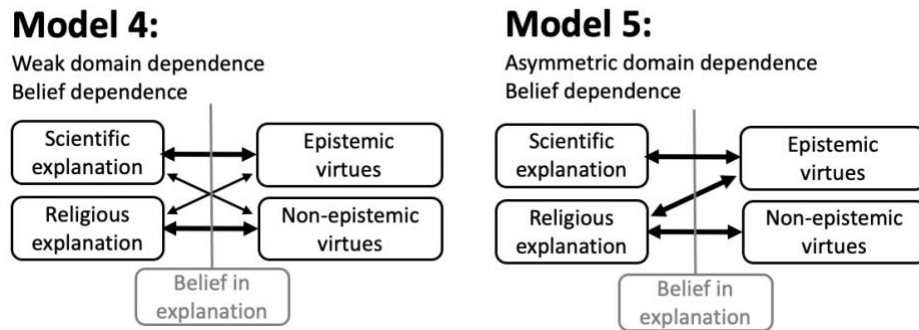 Model 4:
Weak domain dependence
Belief dependence
Scientific
explanation
Epistemic
virtues
Religious
explanation
Non-epistemic
virtues
Belief in
explanation
Model 5:
Asymmetric domain dependence
Belief dependence
Scientific
explanation
Epistemic
virtues
Religious
explanation
Non-epistemic
virtues
Belief in
explanation